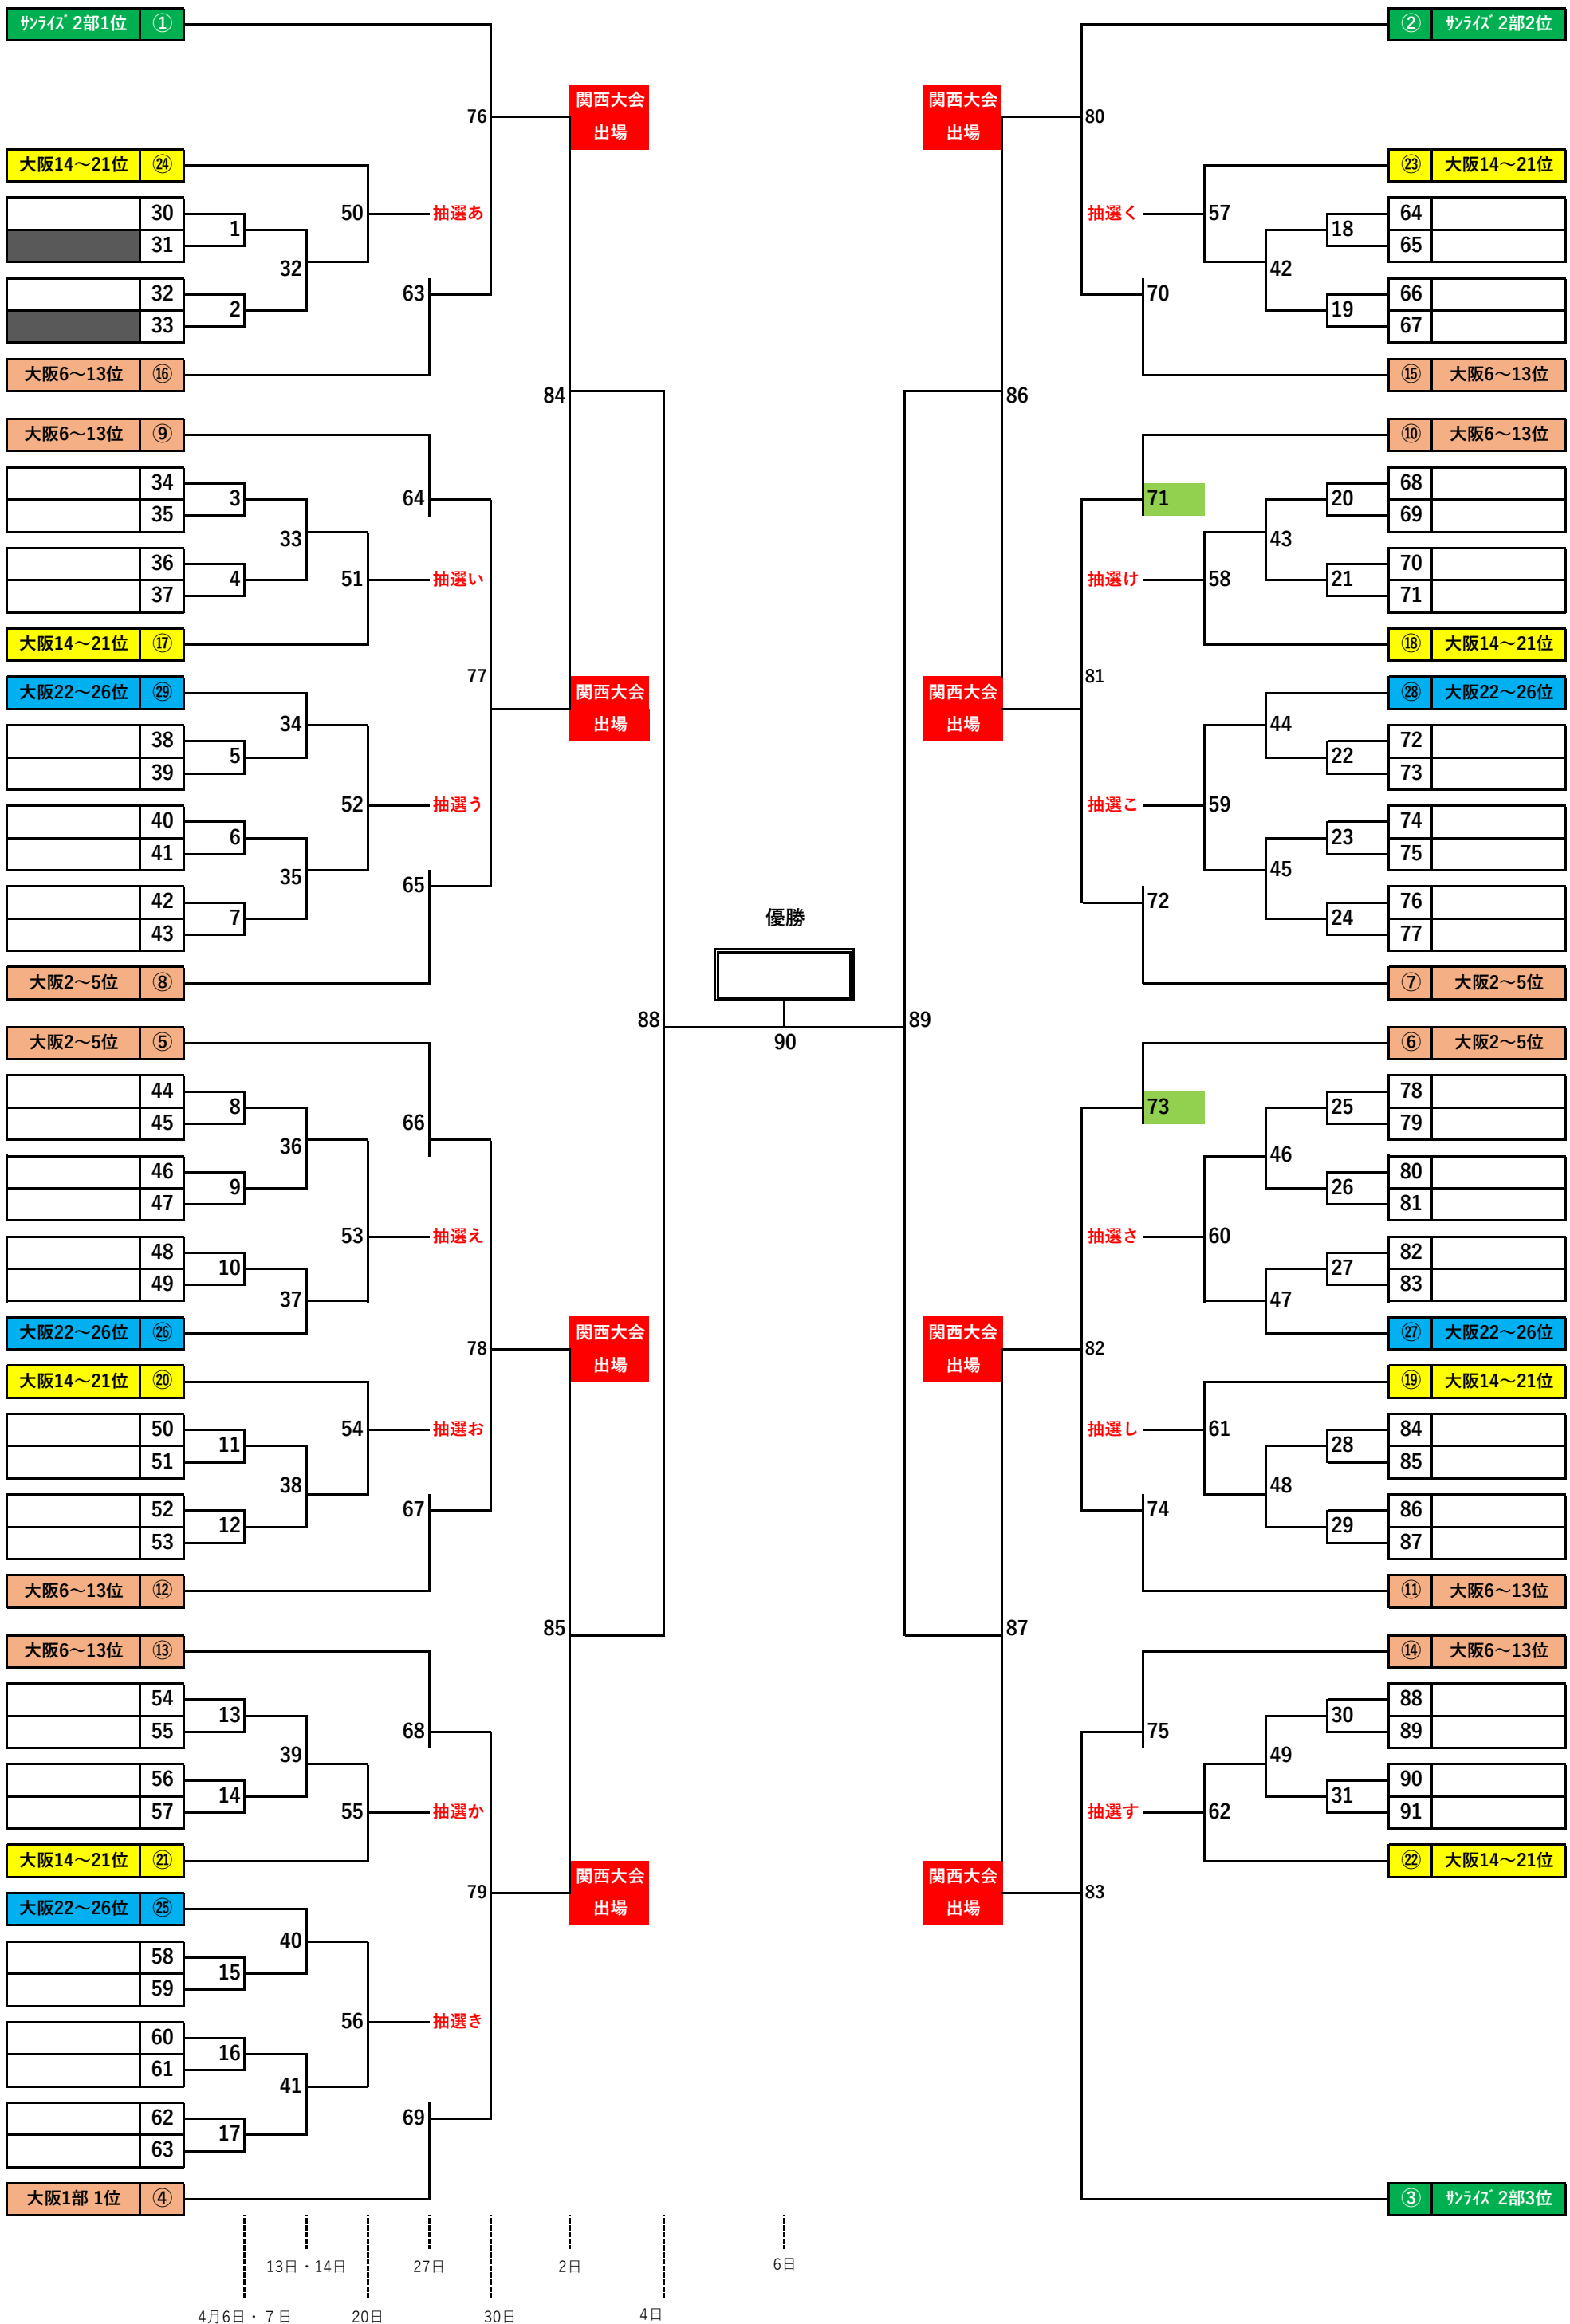 ｻﾝﾗｲｽﾞ2部1位 ①
76
関西大会
出場
大阪14～21位 ㉔
30
31
1
32
33
2
32
50
抽選あ
63
大阪6～13位 ⑯
84
大阪6～13位 ⑨
34
35
3
36
37
4
33
51
64
抽選い
大阪14～21位 ⑰
77
関西大会
出場
大阪22～26位 ㉙
38
39
5
34
40
41
6
42
43
7
35
52
抽選う
65
大阪2～5位 ⑧
88
大阪2～5位 ⑤
44
45
8
46
47
9
36
48
49
10
37
53
66
抽選え
大阪22～26位 ㉖
78
関西大会
出場
大阪14～21位 ⑳
50
51
11
52
53
12
38
54
抽選お
67
大阪6～13位 ⑫
85
大阪6～13位 ⑬
54
55
13
56
57
14
39
55
68
抽選か
大阪14～21位 ㉑
79
関西大会
出場
大阪22～26位 ㉕
58
59
15
40
60
61
16
62
63
17
41
56
抽選き
69
大阪1部 1位 ④
優勝
90
② ｻﾝﾗｲｽﾞ2部2位
関西大会
出場
80
㉓ 大阪14～21位
64
65
18
66
67
19
42
57
抽選く
70
⑮ 大阪6～13位
86
⑩ 大阪6～13位
71
68
69
20
70
71
21
43
58
抽選け
⑱ 大阪14～21位
関西大会
出場
81
㉘ 大阪22～26位
72
73
22
44
74
75
23
76
77
24
45
59
抽選こ
72
⑦ 大阪2～5位
89
⑥ 大阪2～5位
73
78
79
25
80
81
26
46
82
83
27
47
60
抽選さ
㉗ 大阪22～26位
関西大会
出場
82
⑲ 大阪14～21位
84
85
28
86
87
29
48
61
抽選し
74
⑪ 大阪6～13位
87
⑭ 大阪6～13位
75
88
89
30
90
91
31
49
62
抽選す
㉒ 大阪14～21位
関西大会
出場
83
③ ｻﾝﾗｲｽﾞ2部3位
13日・14日
27日
2日
6日
4月6日・７日
20日
30日
4日